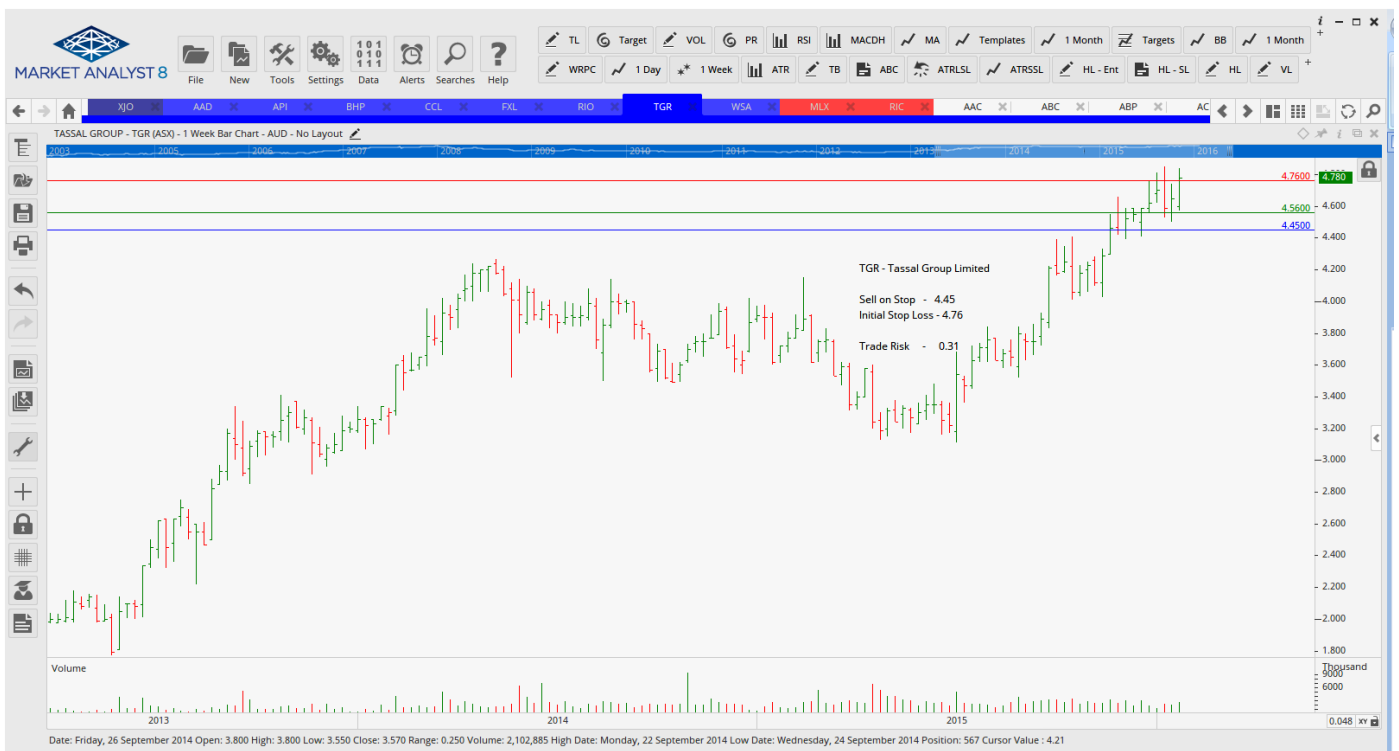 i
TL Target VOL PR RSI MACDH MA Templates 1 Month Targets BB 1 Month +
MARKET ANALYST 8
File New Tools Settings Data Alerts Searches Help
101
010
111
WRPC 1 Day 1 Week ATR TB ABC ATRLSL ATRSSL HL - Ent HL - SL HL VL +
XJO AAD API BHP CCL FXL RIO TGR WSA MLX RIC AAC ABC ABP AC
TASSAL GROUP - TGR (ASX) - 1 Week Bar Chart - AUD - No Layout
2003 2005 2006 2007 2008 2009 2010 2011 2012 2013 2014 2015 2016
4.7600 4.780
4.5600 4.600
4.4500
4.400
TGR - Tassal Group Limited
4.200
Sell on Stop - 4.45
4.000
Initial Stop Loss - 4.76
3.800
Trade Risk - 0.31
3.600
3.400
3.200
3.000
2.800
2.600
2.400
2.200
2.000
1.800
Volume
Thousand
9000
6000
2013 2014 2015
0.048 XY
Date: Friday, 26 September 2014 Open: 3.800 High: 3.800 Low: 3.550 Close: 3.570 Range: 0.250 Volume: 2,102,885 High Date: Monday, 22 September 2014 Low Date: Wednesday, 24 September 2014 Position: 567 Cursor Value : 4.21